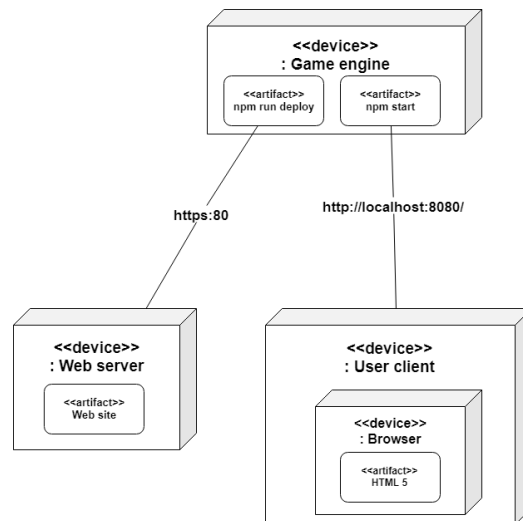 <<device>>
: Game engine
<<artifact>>
npm run deploy
<<artifact>>
npm start
https:80
http://localhost:8080/
<<device>>
: Web server
<<artifact>>
Web site
<<device>>
: User client
<<device>>
: Browser
<<artifact>>
HTML 5